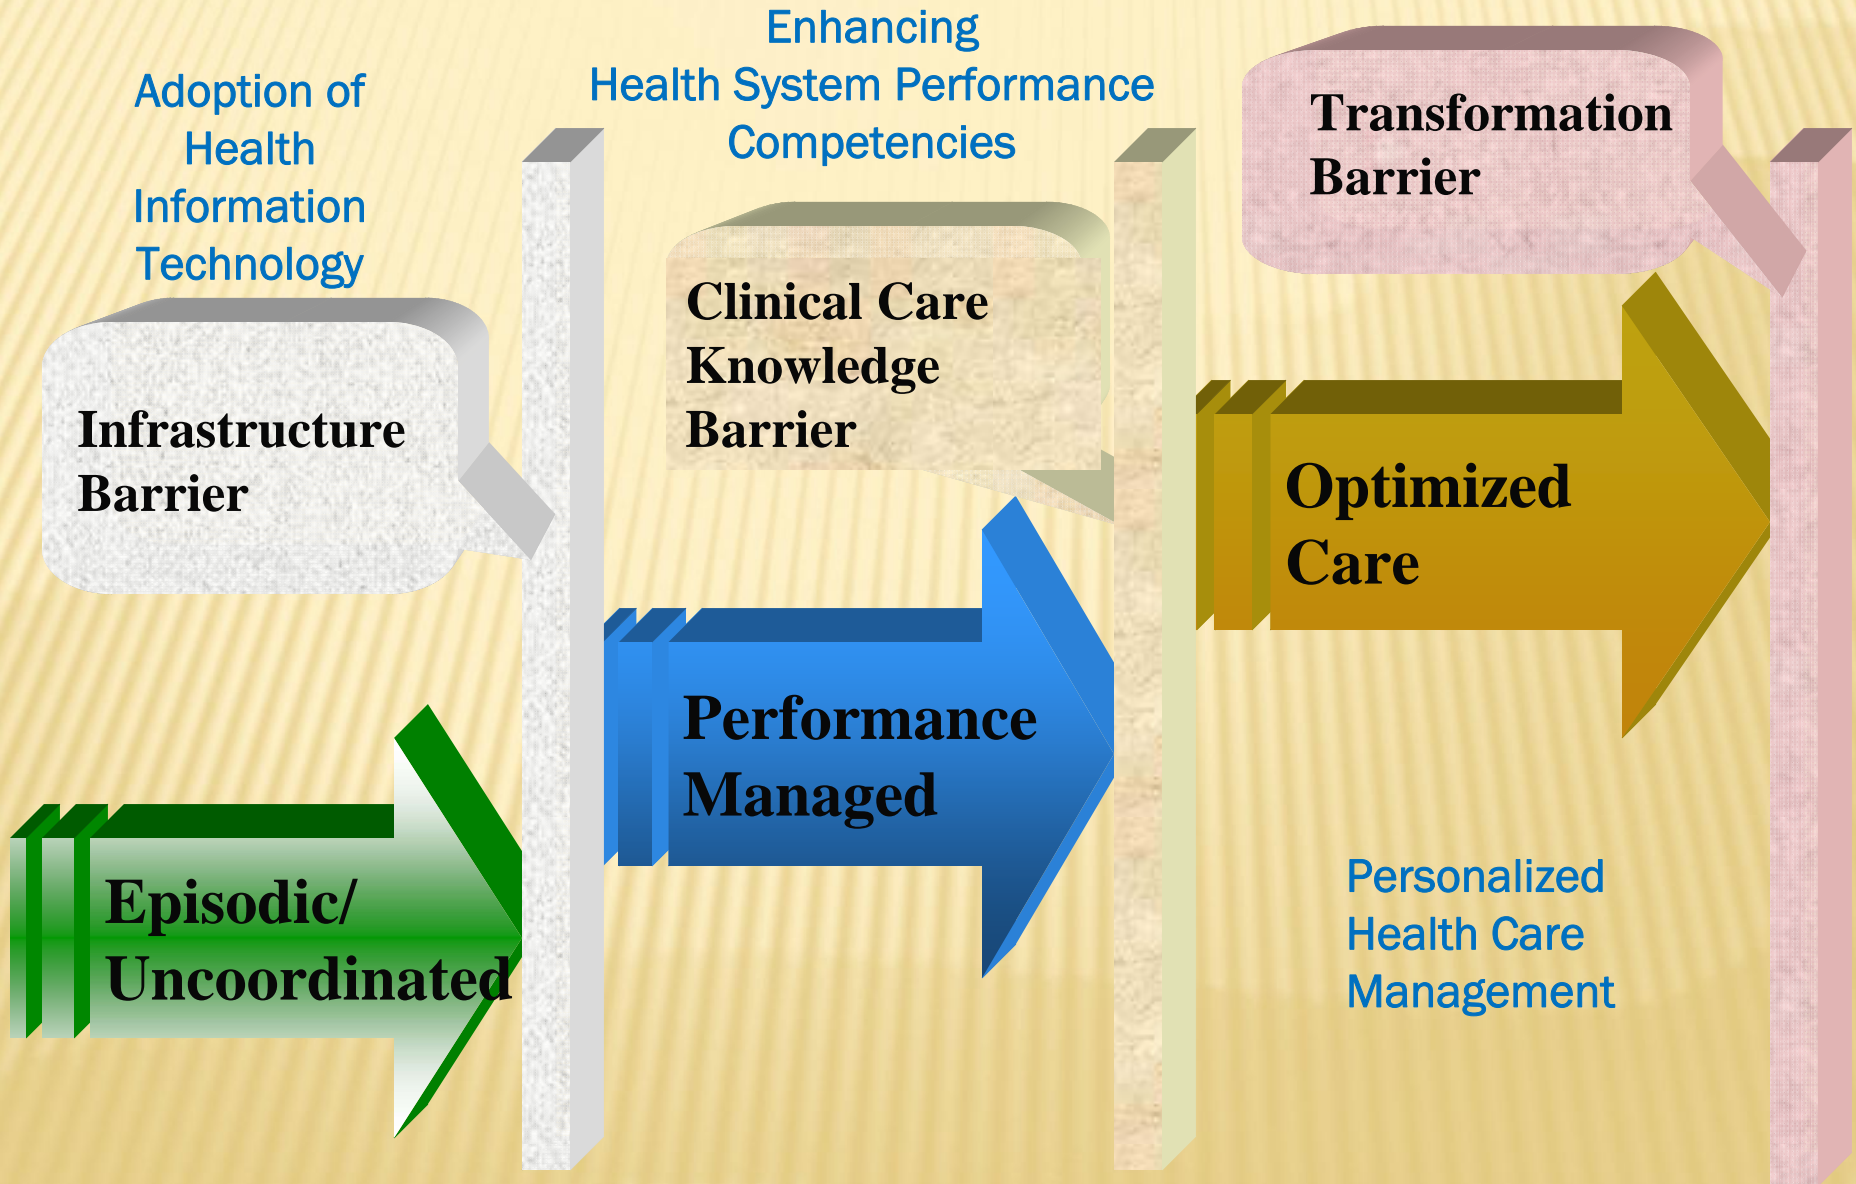 Adoption of
Health
Information
Technology
Infrastructure
Barrier
Episodic/
Uncoordinated
Enhancing
Health System Performance
Competencies
Clinical Care
Knowledge
Barrier
Performance
Managed
Transformation
Barrier
Optimized
Care
Personalized
Health Care
Management